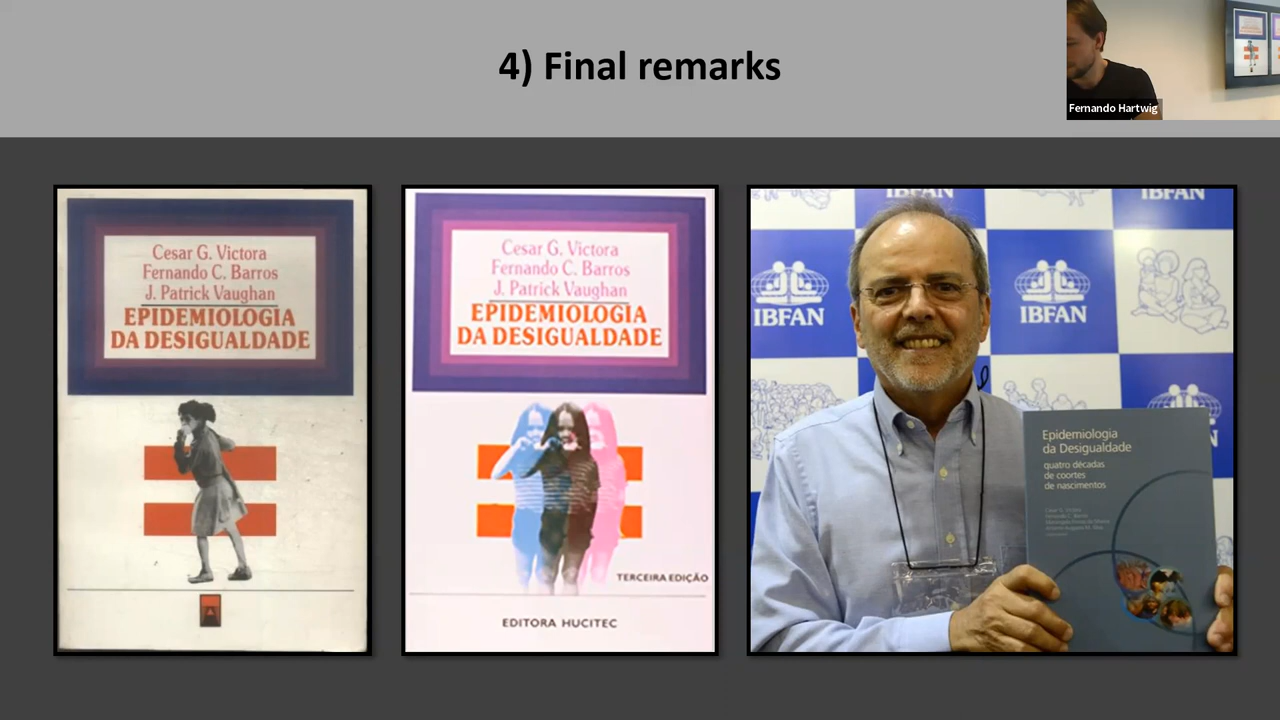 4) Final remarks
Fernando Hartwig
Cesar G. Victora
Fernando C. Barros
J. Patrick Vaughan
EPIDEMIOLOGIA
DA DESIGUALDADE
Cesar G. Victora
Fernando C. Barros
J. Patrick Vaughan
EPIDEMIOLOGIA
DA DESIGUALDADE
TERCEIRA EDIÇÃO
EDITORA HUCITEC
IBFAN
IBFAN
IBFAN
IBFAN
Epidemiologia
da Desigualdade
quatro décadas
de coortes
de nascimentos